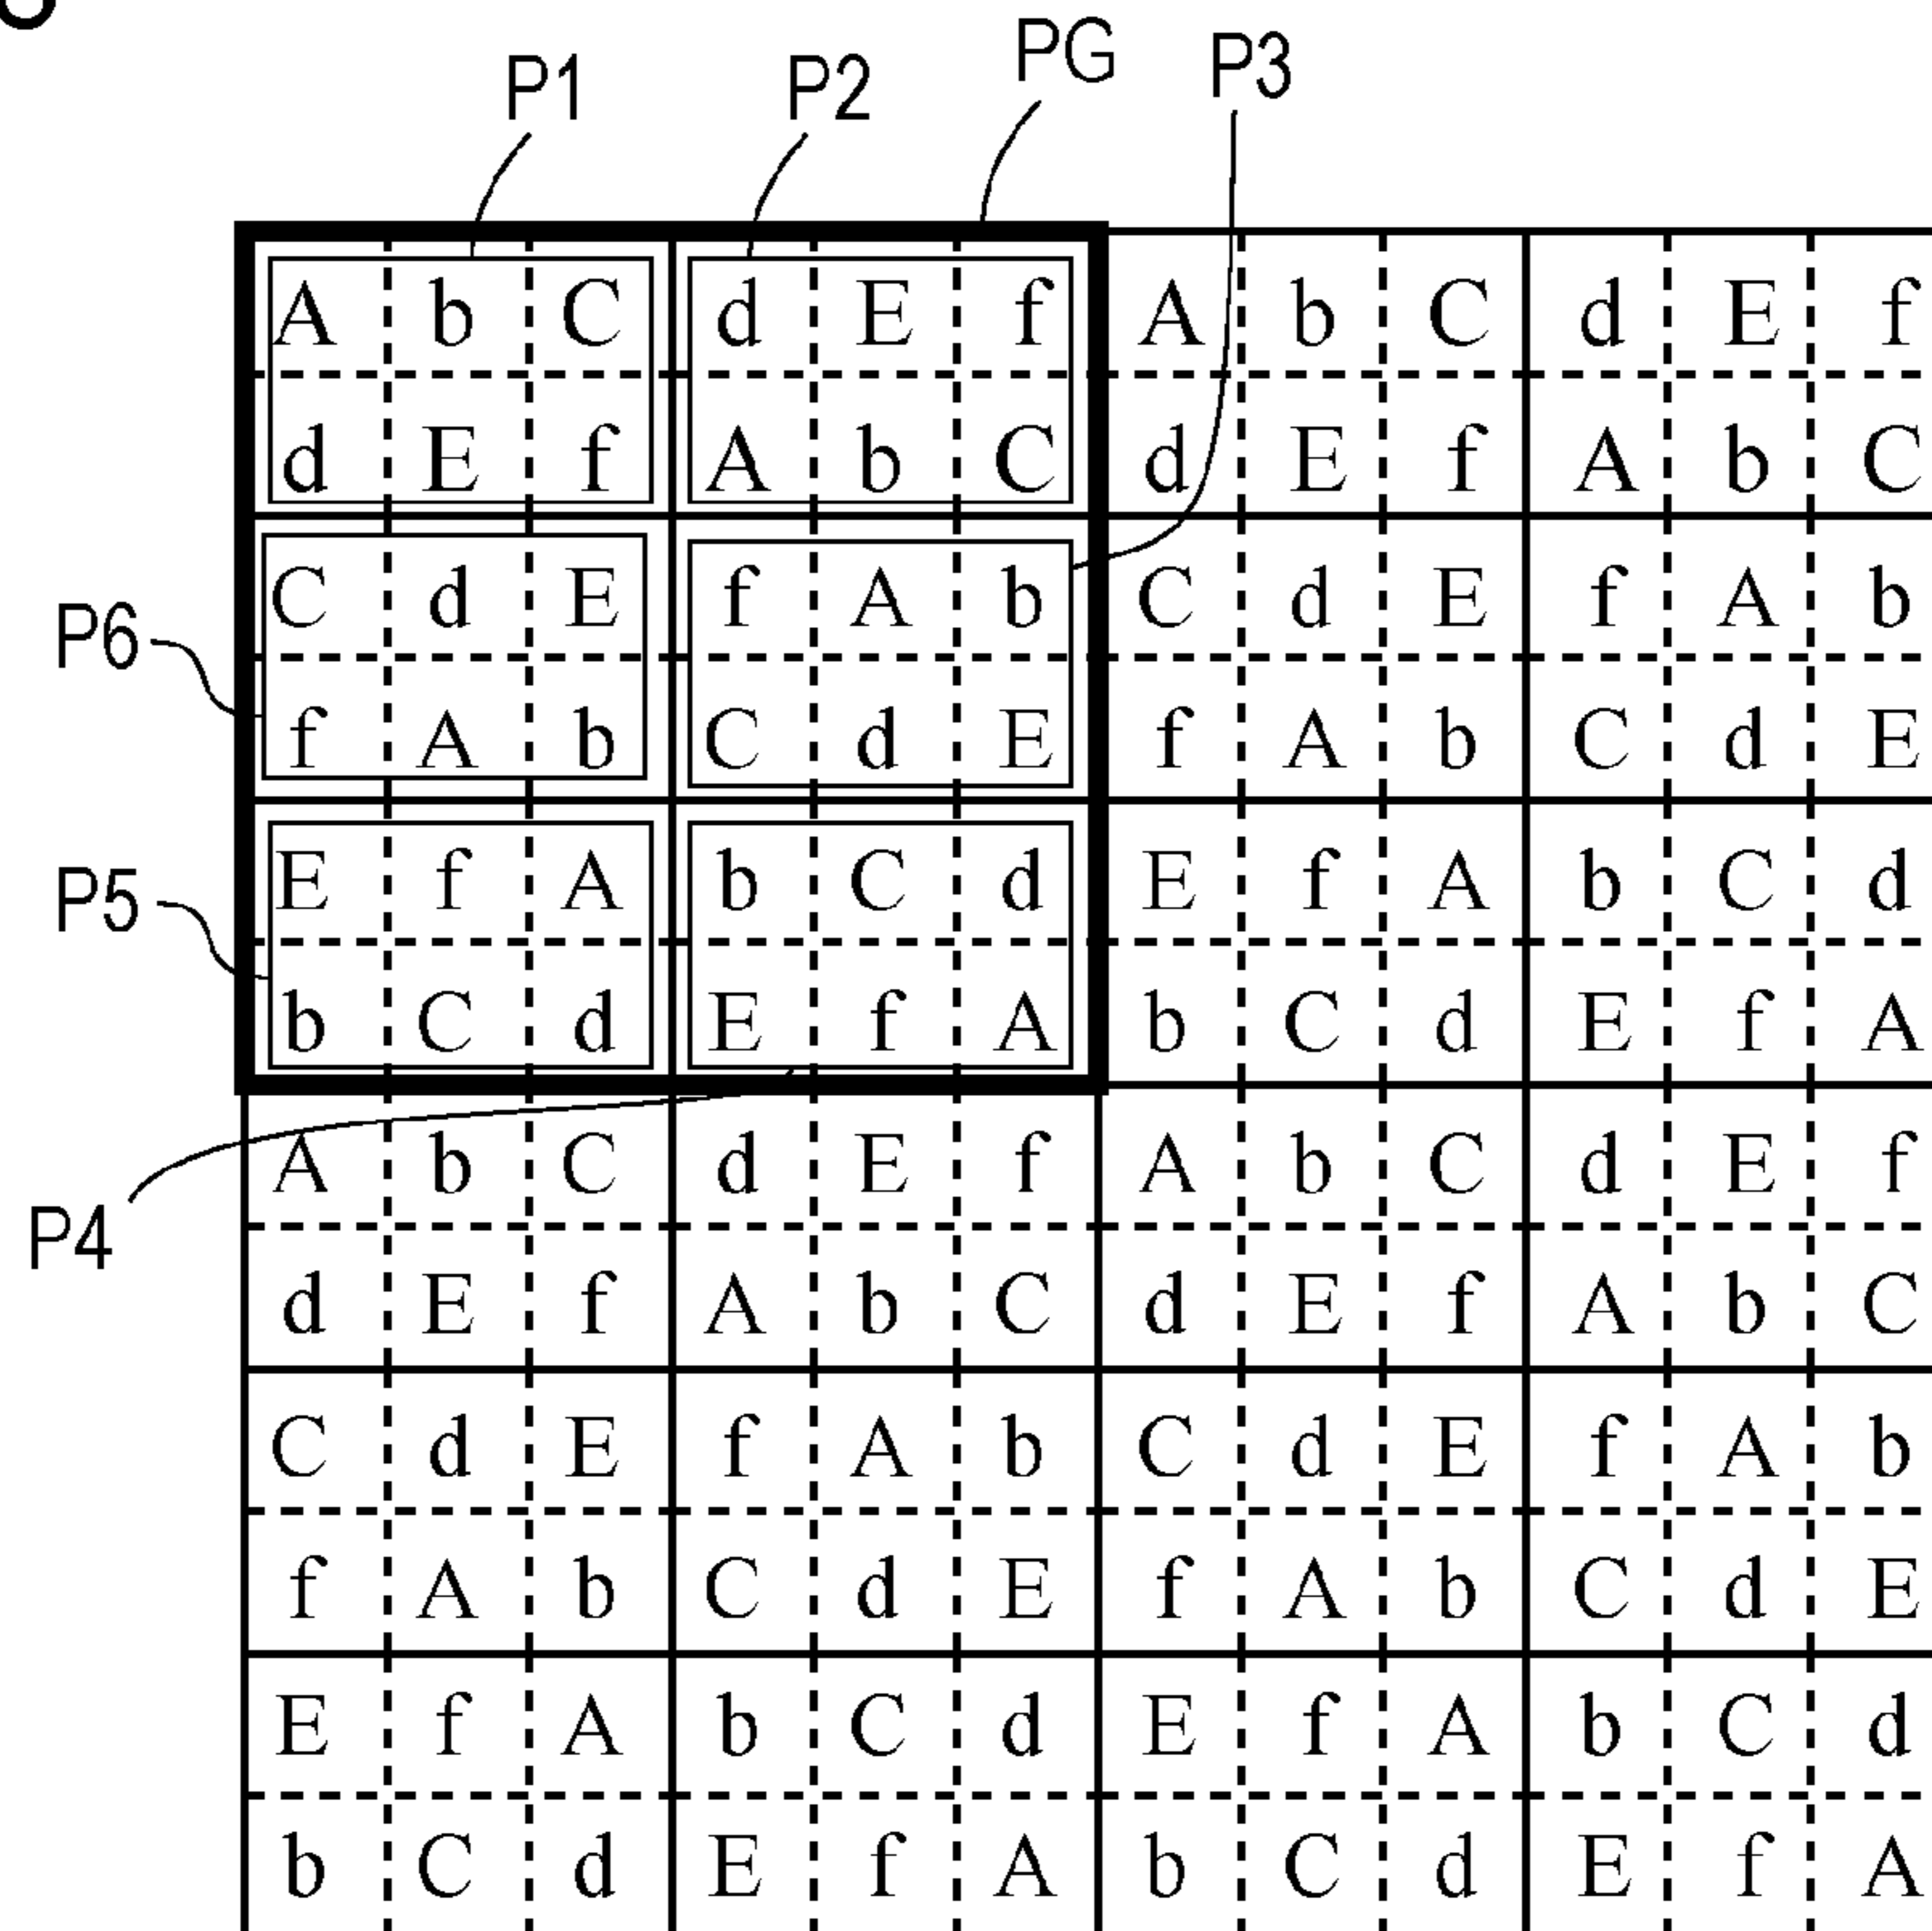 P1 P2 PG P3
A b C d E f A b C d E f
d E f A b C d E f A b C
C d E f A b C d E f A b
P6
f A b C d E f A b C d E
E f A b C d E f A b C d
P5
b C d E f A b C d E f A
A b C d E f A b C d E f
P4
d E f A b C d E f A b C
C d E f A b C d E f A b
f A b C d E f A b C d E
E f A b C d E f A b C d
b C d E f A b C d E f A